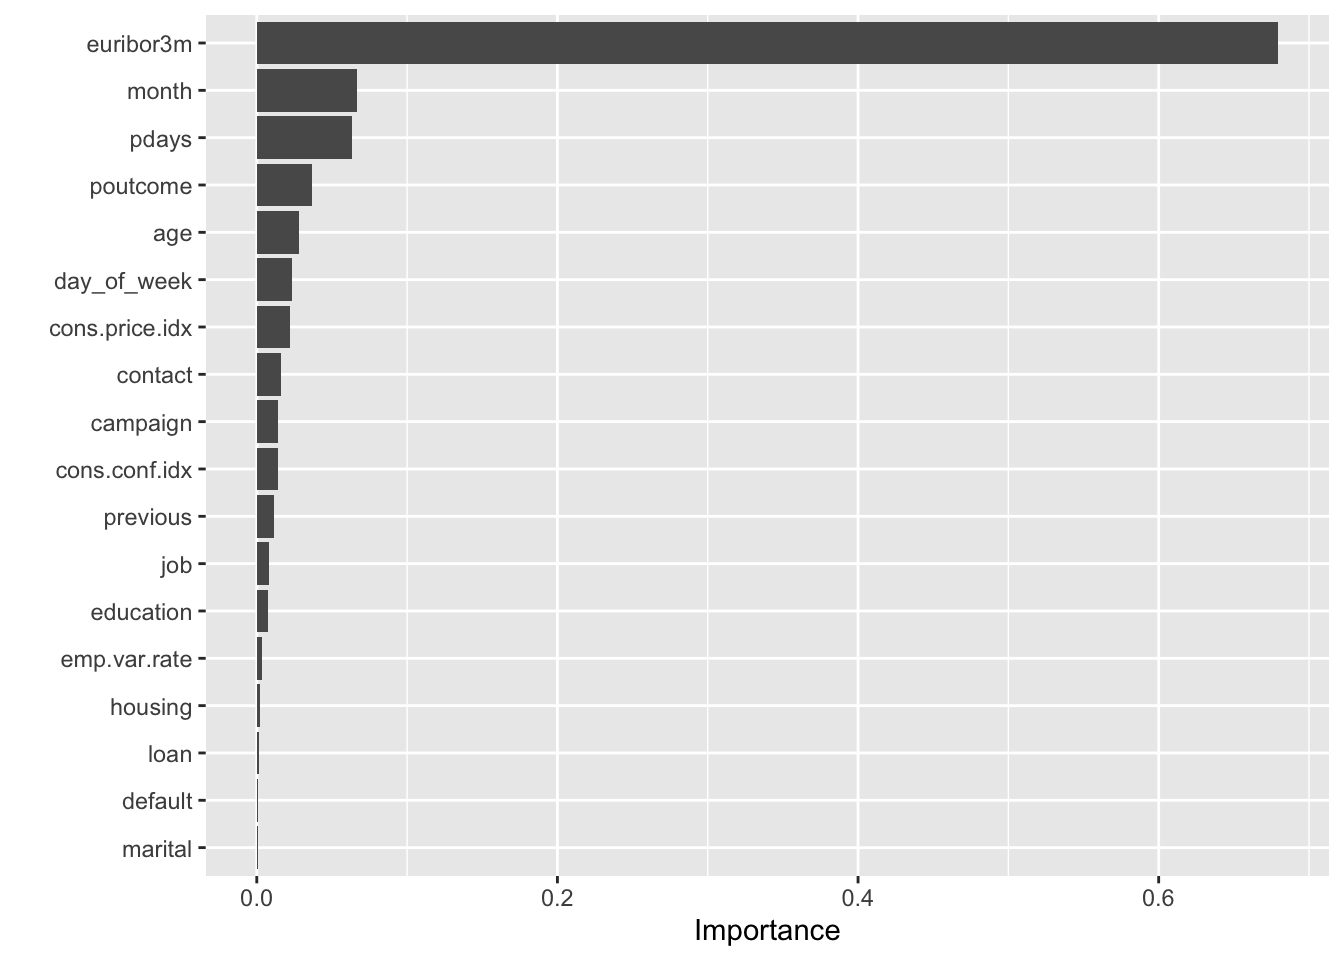 euribor3m
month
pdays
poutcome
age
day_of_week
cons.price.idx
contact
campaign
cons.conf.idx
previous
job
education
emp.var.rate
housing
loan
default
marital
0.0 0.2 0.4 0.6
Importance